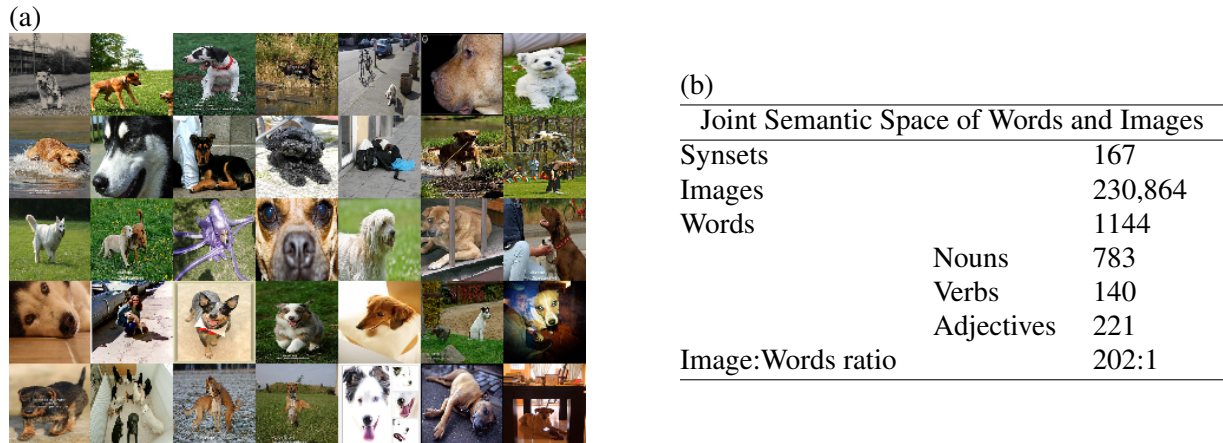 (a)
(b)
Joint Semantic Space of Words and Images
Synsets 167
Images 230,864
Words 1144
Nouns 783
Verbs 140
Adjectives 221
Image:Words ratio 202:1